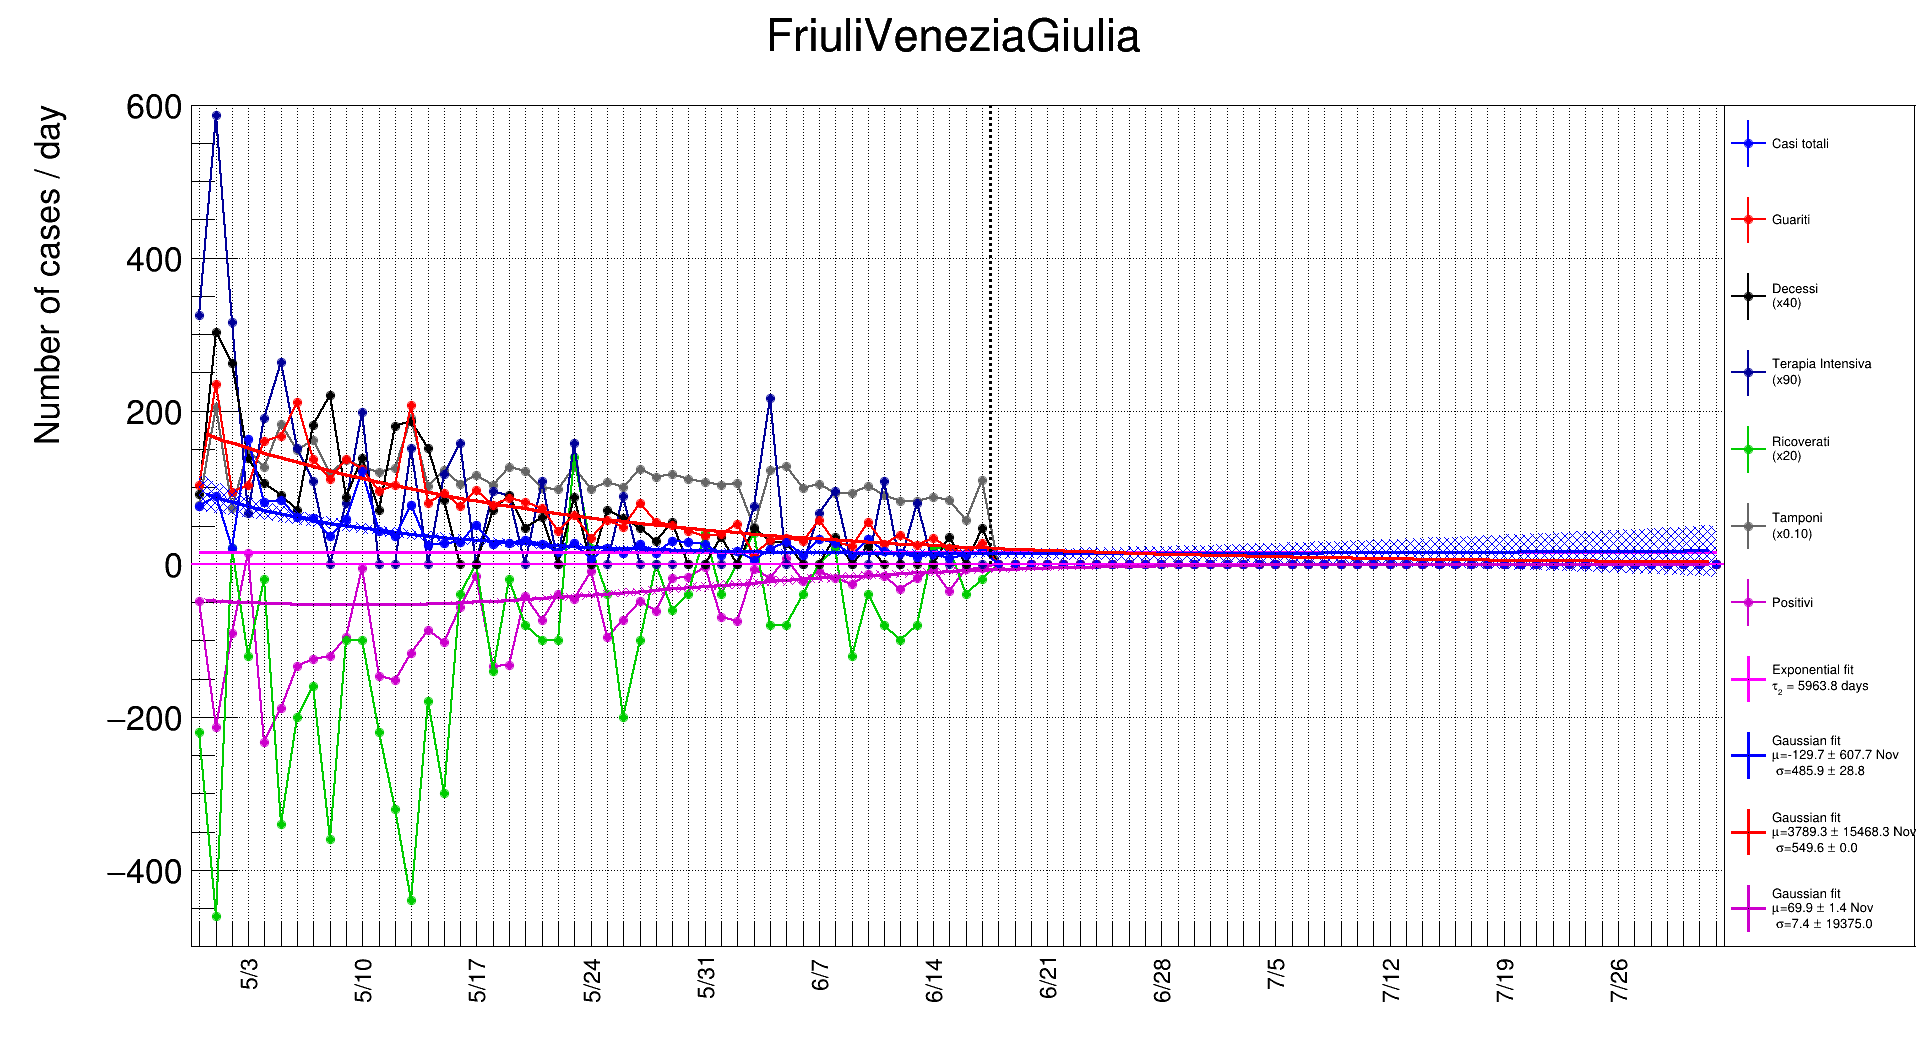 FriuliVeneziaGiulia
Number of cases / day
600
400
200
0
−200
−400
5/3
5/10
5/17
5/24
5/31
6/7
6/14
6/21
6/28
7/5
7/12
7/19
7/26
Casi totali
Guariti
Decessi
(x40)
Terapia Intensiva
(x90)
Ricoverati
(x20)
Tamponi
(x0.10)
Positivi
Exponential fit
τ2 = 5963.8 days
Gaussian fit
μ=-129.7 ± 607.7 Nov
σ=485.9 ± 28.8
Gaussian fit
μ=3789.3 ± 15468.3 Nov
σ=549.6 ± 0.0
Gaussian fit
μ=69.9 ± 1.4 Nov
σ=7.4 ± 19375.0